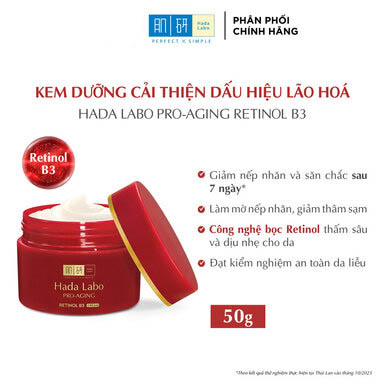 肌研
Hada
Labo
PERFECT X SIMPLE
PHÂN PHỐI
CHÍNH HÃNG
KEM DƯỠNG CẢI THIỆN DẤU HIỆU LÃO HOÁ
HADA LABO PRO-AGING RETINOL B3
Retinol
B3
Giảm nếp nhăn và săn chắc sau
7 ngày*
Làm mờ nếp nhăn, giảm thâm sạm
Công nghệ bọc Retinol thấm sâu
và dịu nhẹ cho da
Đạt kiểm nghiệm an toàn da liễu
肌研
Hada Labo
PRO-AGING
RETINOL B3 CREAM
50g
*Theo kết quả thử nghiệm thực hiện tại Thái Lan vào tháng 10/2023